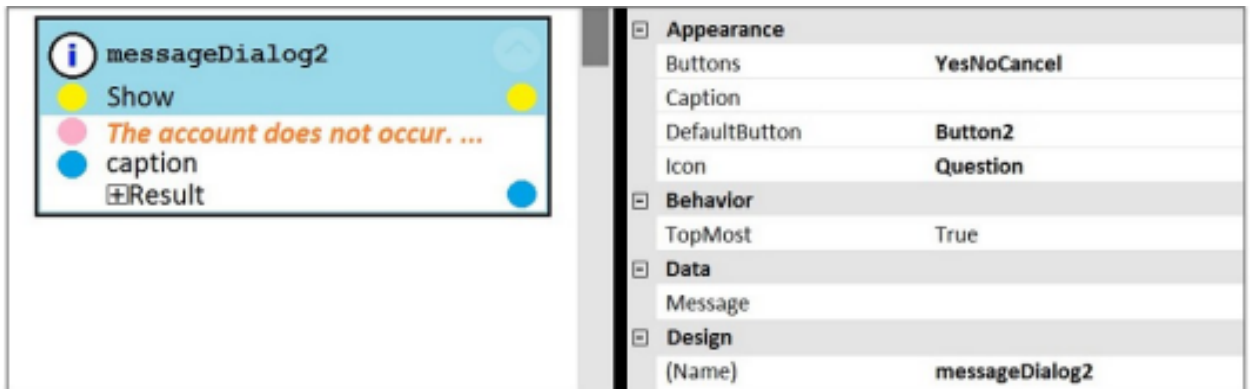 i messageDialog2
Show
The account does not occur. ...
caption
Result
Appearance
Buttons YesNoCancel
Caption
DefaultButton Button2
Icon Question
Behavior
TopMost True
Data
Message
Design
(Name) messageDialog2